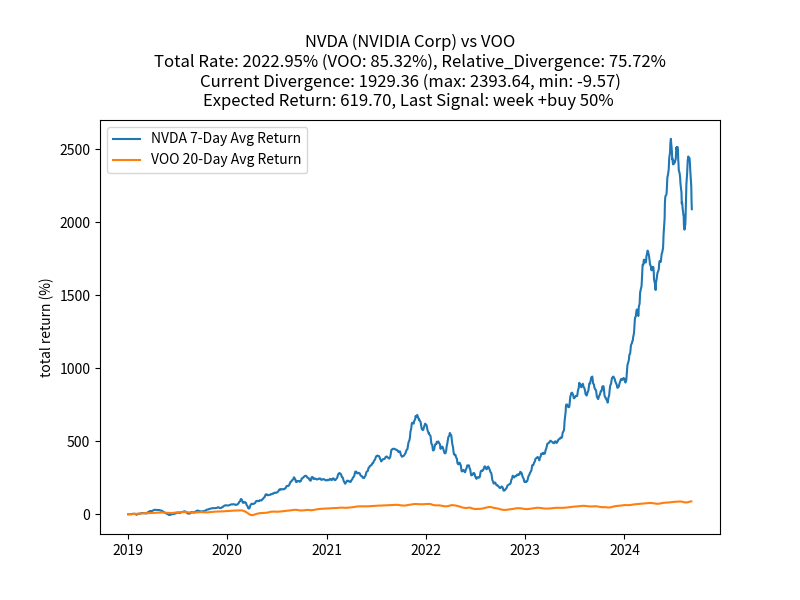 NVDA (NVIDIA Corp) vs VOO
Total Rate: 2022.95% (VOO: 85.32%), Relative_Divergence: 75.72%
Current Divergence: 1929.36 (max: 2393.64, min: -9.57)
Expected Return: 619.70, Last Signal: week +buy 50%
NVDA 7-Day Avg Return
VOO 20-Day Avg Return
total return (%)
2500
2000
1500
1000
500
0
2019 2020 2021 2022 2023 2024